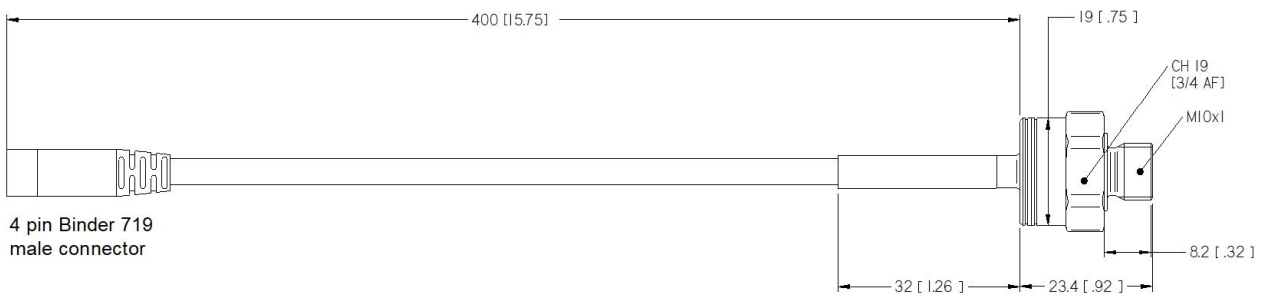 400 [15.75]
19 [ .75 ]
CH 19
[3/4 AF]
M10x1
4 pin Binder 719
male connector
8.2 [ .32 ]
32 [ 1.26 ]
23.4 [ .92 ]